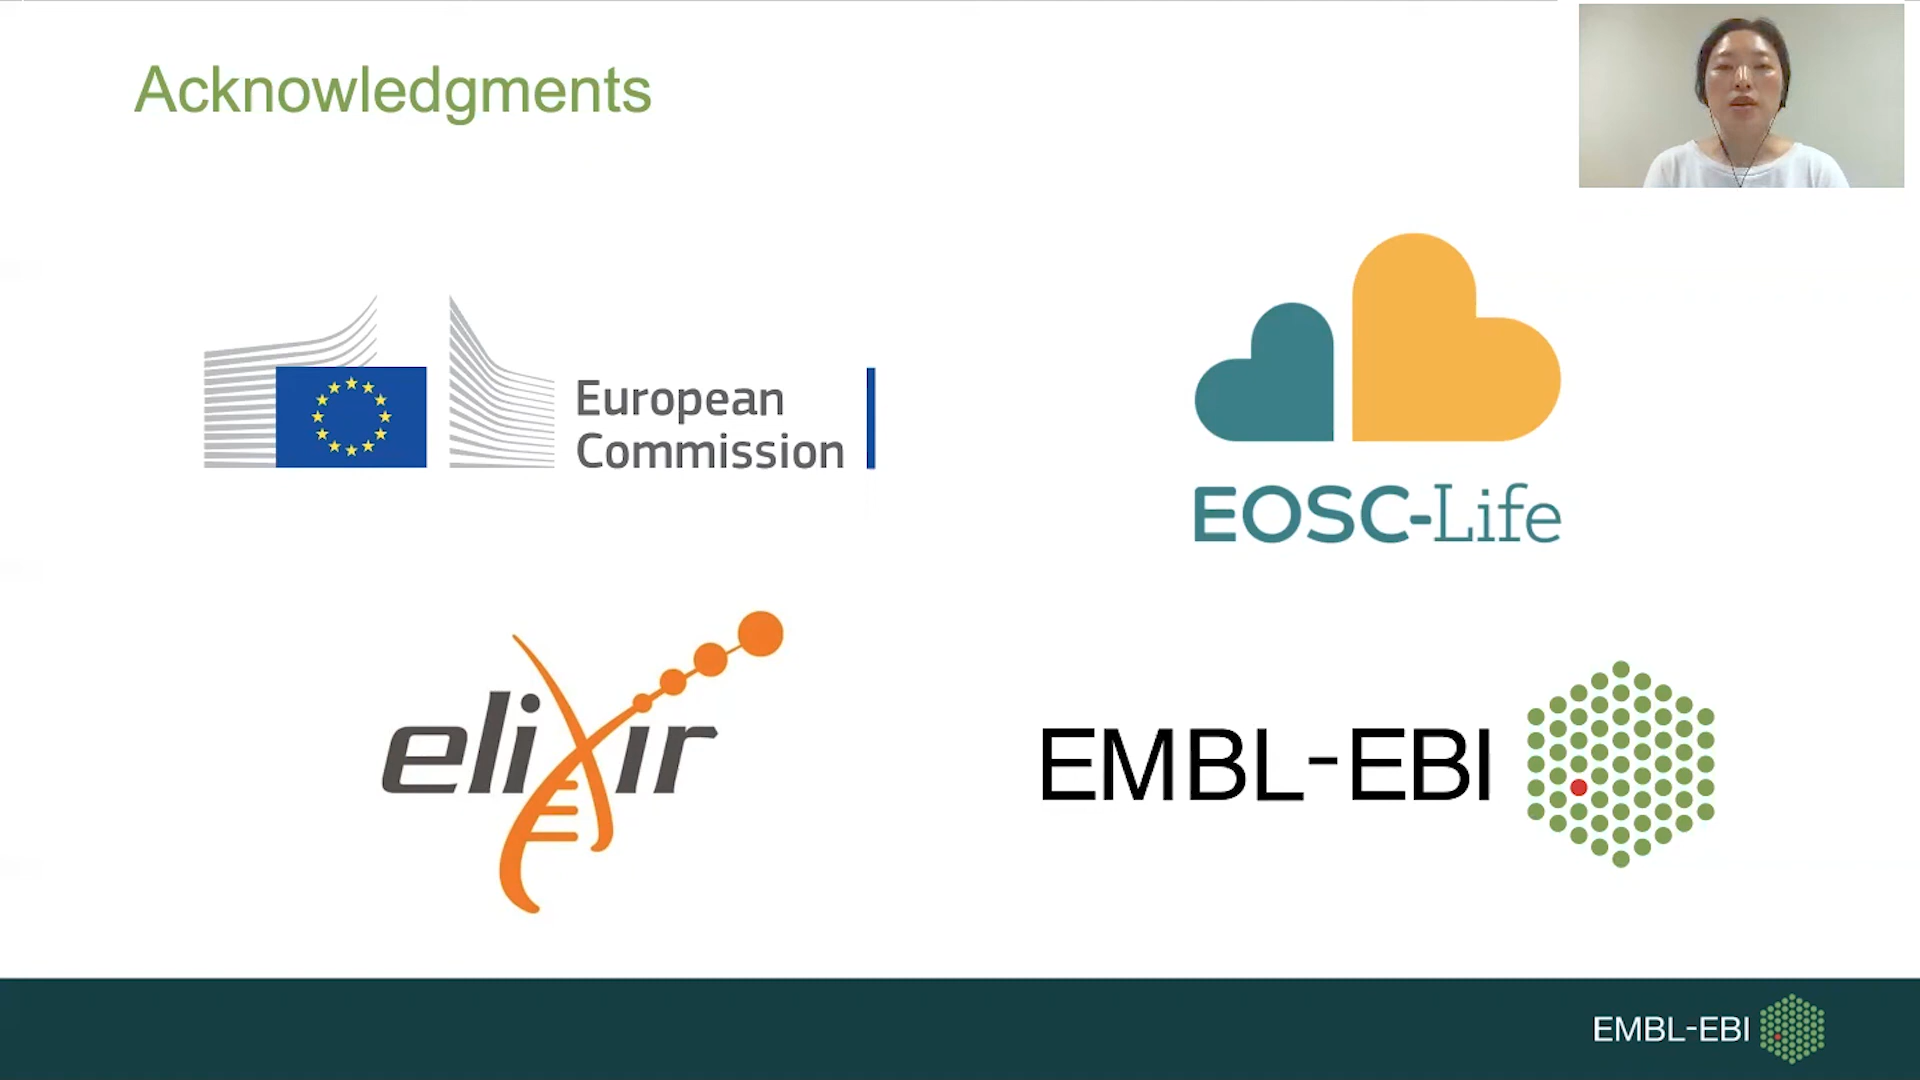 Acknowledgments
European
Commission
EOSC-Life
elixir
EMBL-EBI
EMBL-EBI